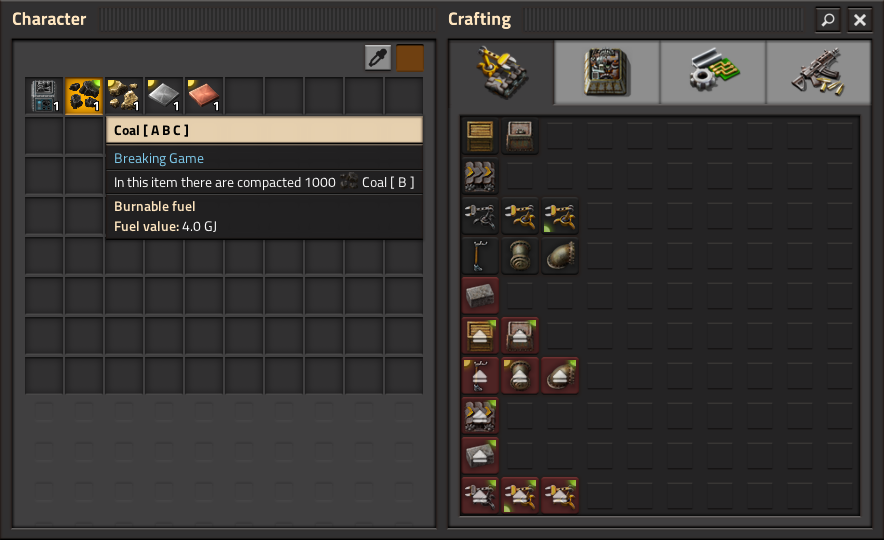 Character
Crafting
1
1
1
1
1
Coal [ A B C ]
Breaking Game
In this item there are compacted 1000 Coal [ B ]
Burnable fuel
Fuel value: 4.0 GJ